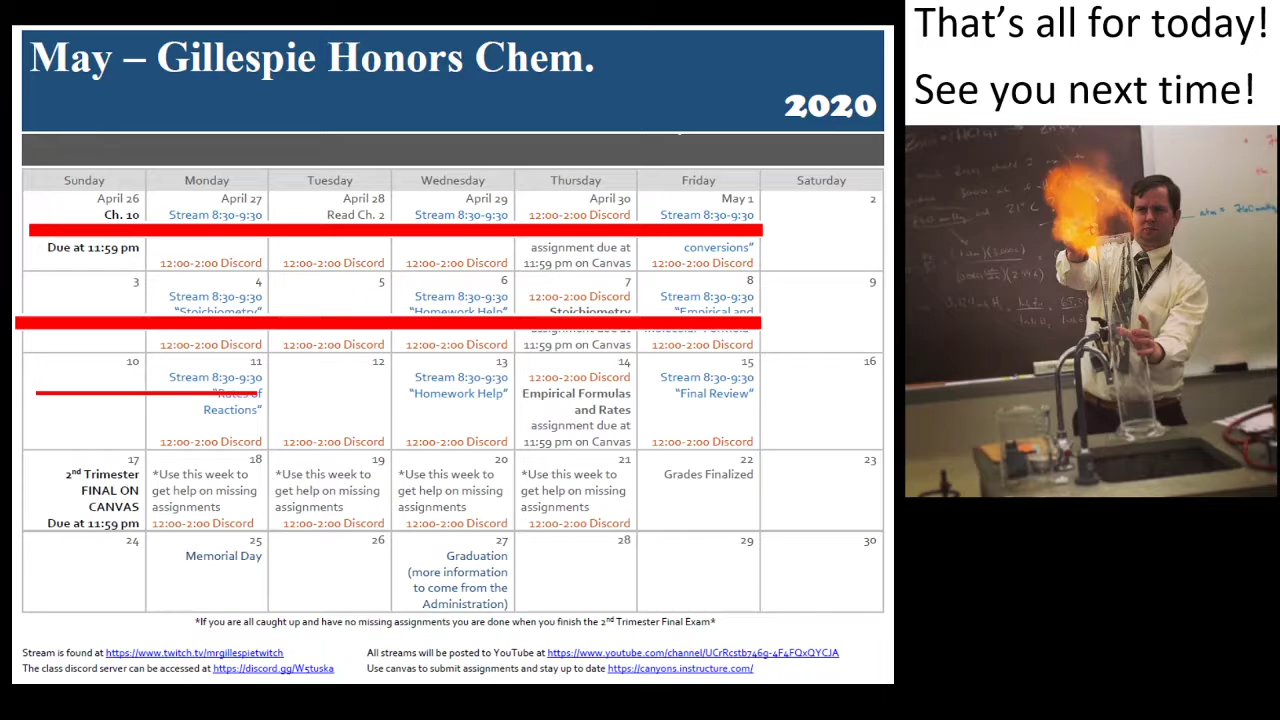 May – Gillespie Honors Chem.
2020
Sunday Monday Tuesday Wednesday Thursday Friday Saturday
April 26 April 27 April 28 April 29 April 30 May 1 2
Ch. 10 Stream 8:30-9:30 Read Ch. 2 Stream 8:30-9:30 12:00-2:00 Discord Stream 8:30-9:30
Due at 11:59 pm assignment due at conversions"
12:00-2:00 Discord 12:00-2:00 Discord 12:00-2:00 Discord 11:59 pm on Canvas 12:00-2:00 Discord
3 4 5 6 7 8 9
Stream 8:30-9:30 Stream 8:30-9:30 12:00-2:00 Discord Stream 8:30-9:30
"Stoichiometry" "Homework Help" Stoichiometry "Empirical and
assignment due at Molecular Formula"
12:00-2:00 Discord 12:00-2:00 Discord 12:00-2:00 Discord 11:59 pm on Canvas 12:00-2:00 Discord
10 11 12 13 14 15 16
Stream 8:30-9:30 Stream 8:30-9:30 12:00-2:00 Discord Stream 8:30-9:30
"Rates of "Homework Help" Empirical Formulas "Final Review"
Reactions" and Rates
assignment due at
12:00-2:00 Discord 12:00-2:00 Discord 12:00-2:00 Discord 11:59 pm on Canvas 12:00-2:00 Discord
17 18 19 20 21 22 23
2nd Trimester *Use this week to *Use this week to *Use this week to *Use this week to Grades Finalized
FINAL ON get help on missing get help on missing get help on missing get help on missing
CANVAS assignments assignments assignments assignments
Due at 11:59 pm 12:00-2:00 Discord 12:00-2:00 Discord 12:00-2:00 Discord 12:00-2:00 Discord
24 25 26 27 28 29 30
Memorial Day Graduation
(more information
to come from the
Administration)
*If you are all caught up and have no missing assignments you are done when you finish the 2nd Trimester Final Exam*
Stream is found at https://www.twitch.tv/mrgillespietwitch All streams will be posted to YouTube at https://www.youtube.com/channel/UCrRcstb746g-4F4FQxQYCJA
The class discord server can be accessed at https://discord.gg/W5tuska Use canvas to submit assignments and stay up to date https://canyons.instructure.com/
That's all for today!
See you next time!